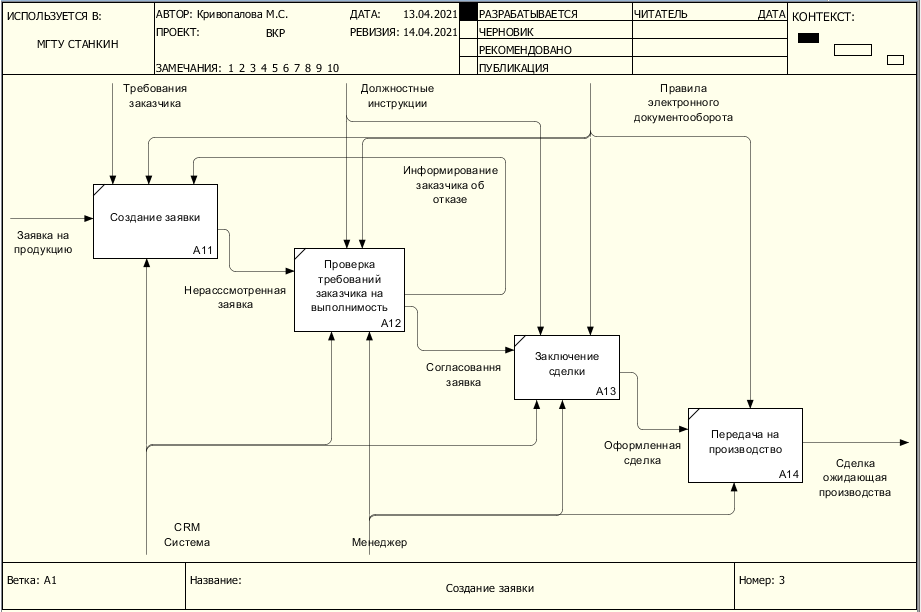 ИСПОЛЬЗУЕТСЯ В:
МГТУ СТАНКИН
АВТОР: Кривопалова М.С.
ДАТА: 13.04.2021
ПРОЕКТ: ВКР
РЕВИЗИЯ: 14.04.2021
ЗАМЕЧАНИЯ: 1 2 3 4 5 6 7 8 9 10
РАЗРАБАТЫВАЕТСЯ
ЧЕРНОВИК
РЕКОМЕНДОВАНО
ПУБЛИКАЦИЯ
ЧИТАТЕЛЬ ДАТА
КОНТЕКСТ:
Требования
заказчика
Должностные
инструкции
Правила
электронного
документооборота
Информирование
заказчика об
отказе
Создание заявки
A11
Заявка на
продукцию
Нерасссмотренная
заявка
Проверка
требований
заказчика на
выполнимость
A12
Согласовання
заявка
Заключение
сделки
A13
Оформленная
сделка
Передача на
производство
A14
Сделка
ожидающая
производства
CRM
Система
Менеджер
Ветка: A1
Название:
Создание заявки
Номер: 3